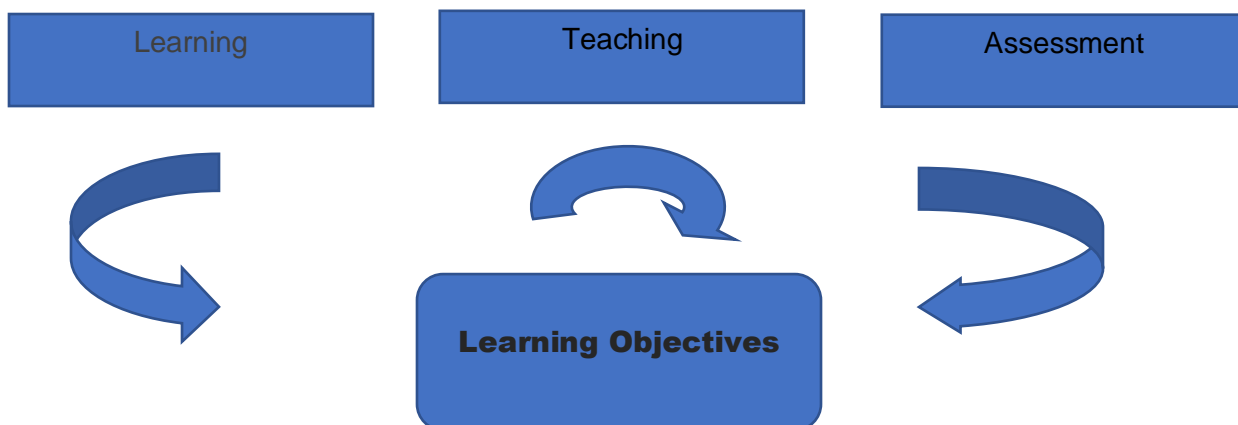 Learning
Teaching
Assessment
Learning Objectives